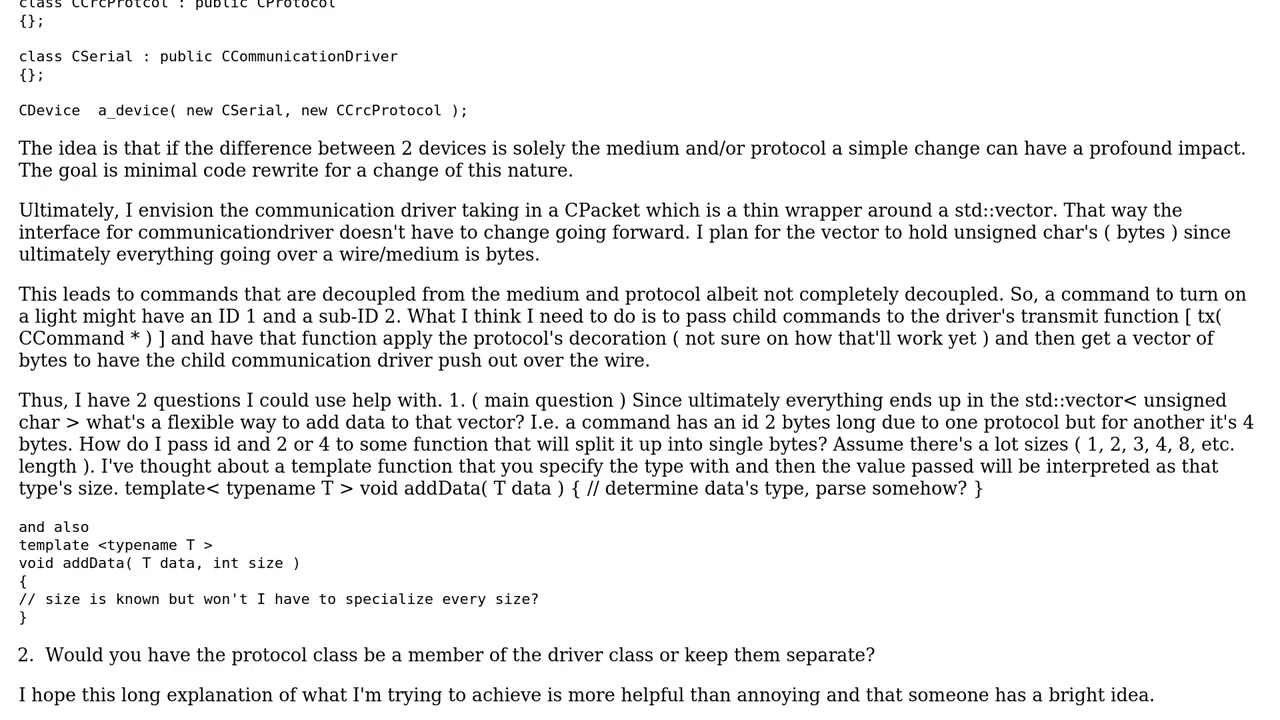 class CCrcProtcol : public CProtocol
{};
class CSerial : public CCommunicationDriver
{};
CDevice  a_device( new CSerial, new CCrcProtocol );
The idea is that if the difference between 2 devices is solely the medium and/or protocol a simple change can have a profound impact.
The goal is minimal code rewrite for a change of this nature.
Ultimately, I envision the communication driver taking in a CPacket which is a thin wrapper around a std::vector. That way the
interface for communicationdriver doesn't have to change going forward. I plan for the vector to hold unsigned char's ( bytes ) since
ultimately everything going over a wire/medium is bytes.
This leads to commands that are decoupled from the medium and protocol albeit not completely decoupled. So, a command to turn on
a light might have an ID 1 and a sub-ID 2. What I think I need to do is to pass child commands to the driver's transmit function [ tx(
CCommand * ) ] and have that function apply the protocol's decoration ( not sure on how that'll work yet ) and then get a vector of
bytes to have the child communication driver push out over the wire.
Thus, I have 2 questions I could use help with. 1. ( main question ) Since ultimately everything ends up in the std::vector< unsigned
char > what's a flexible way to add data to that vector? I.e. a command has an id 2 bytes long due to one protocol but for another it's 4
bytes. How do I pass id and 2 or 4 to some function that will split it up into single bytes? Assume there's a lot sizes ( 1, 2, 3, 4, 8, etc.
length ). I've thought about a template function that you specify the type with and then the value passed will be interpreted as that
type's size. template< typename T > void addData( T data ) { // determine data's type, parse somehow? }
and also
template <typename T >
void addData( T data, int size )
{
// size is known but won't I have to specialize every size?
}
2. Would you have the protocol class be a member of the driver class or keep them separate?
I hope this long explanation of what I'm trying to achieve is more helpful than annoying and that someone has a bright idea.